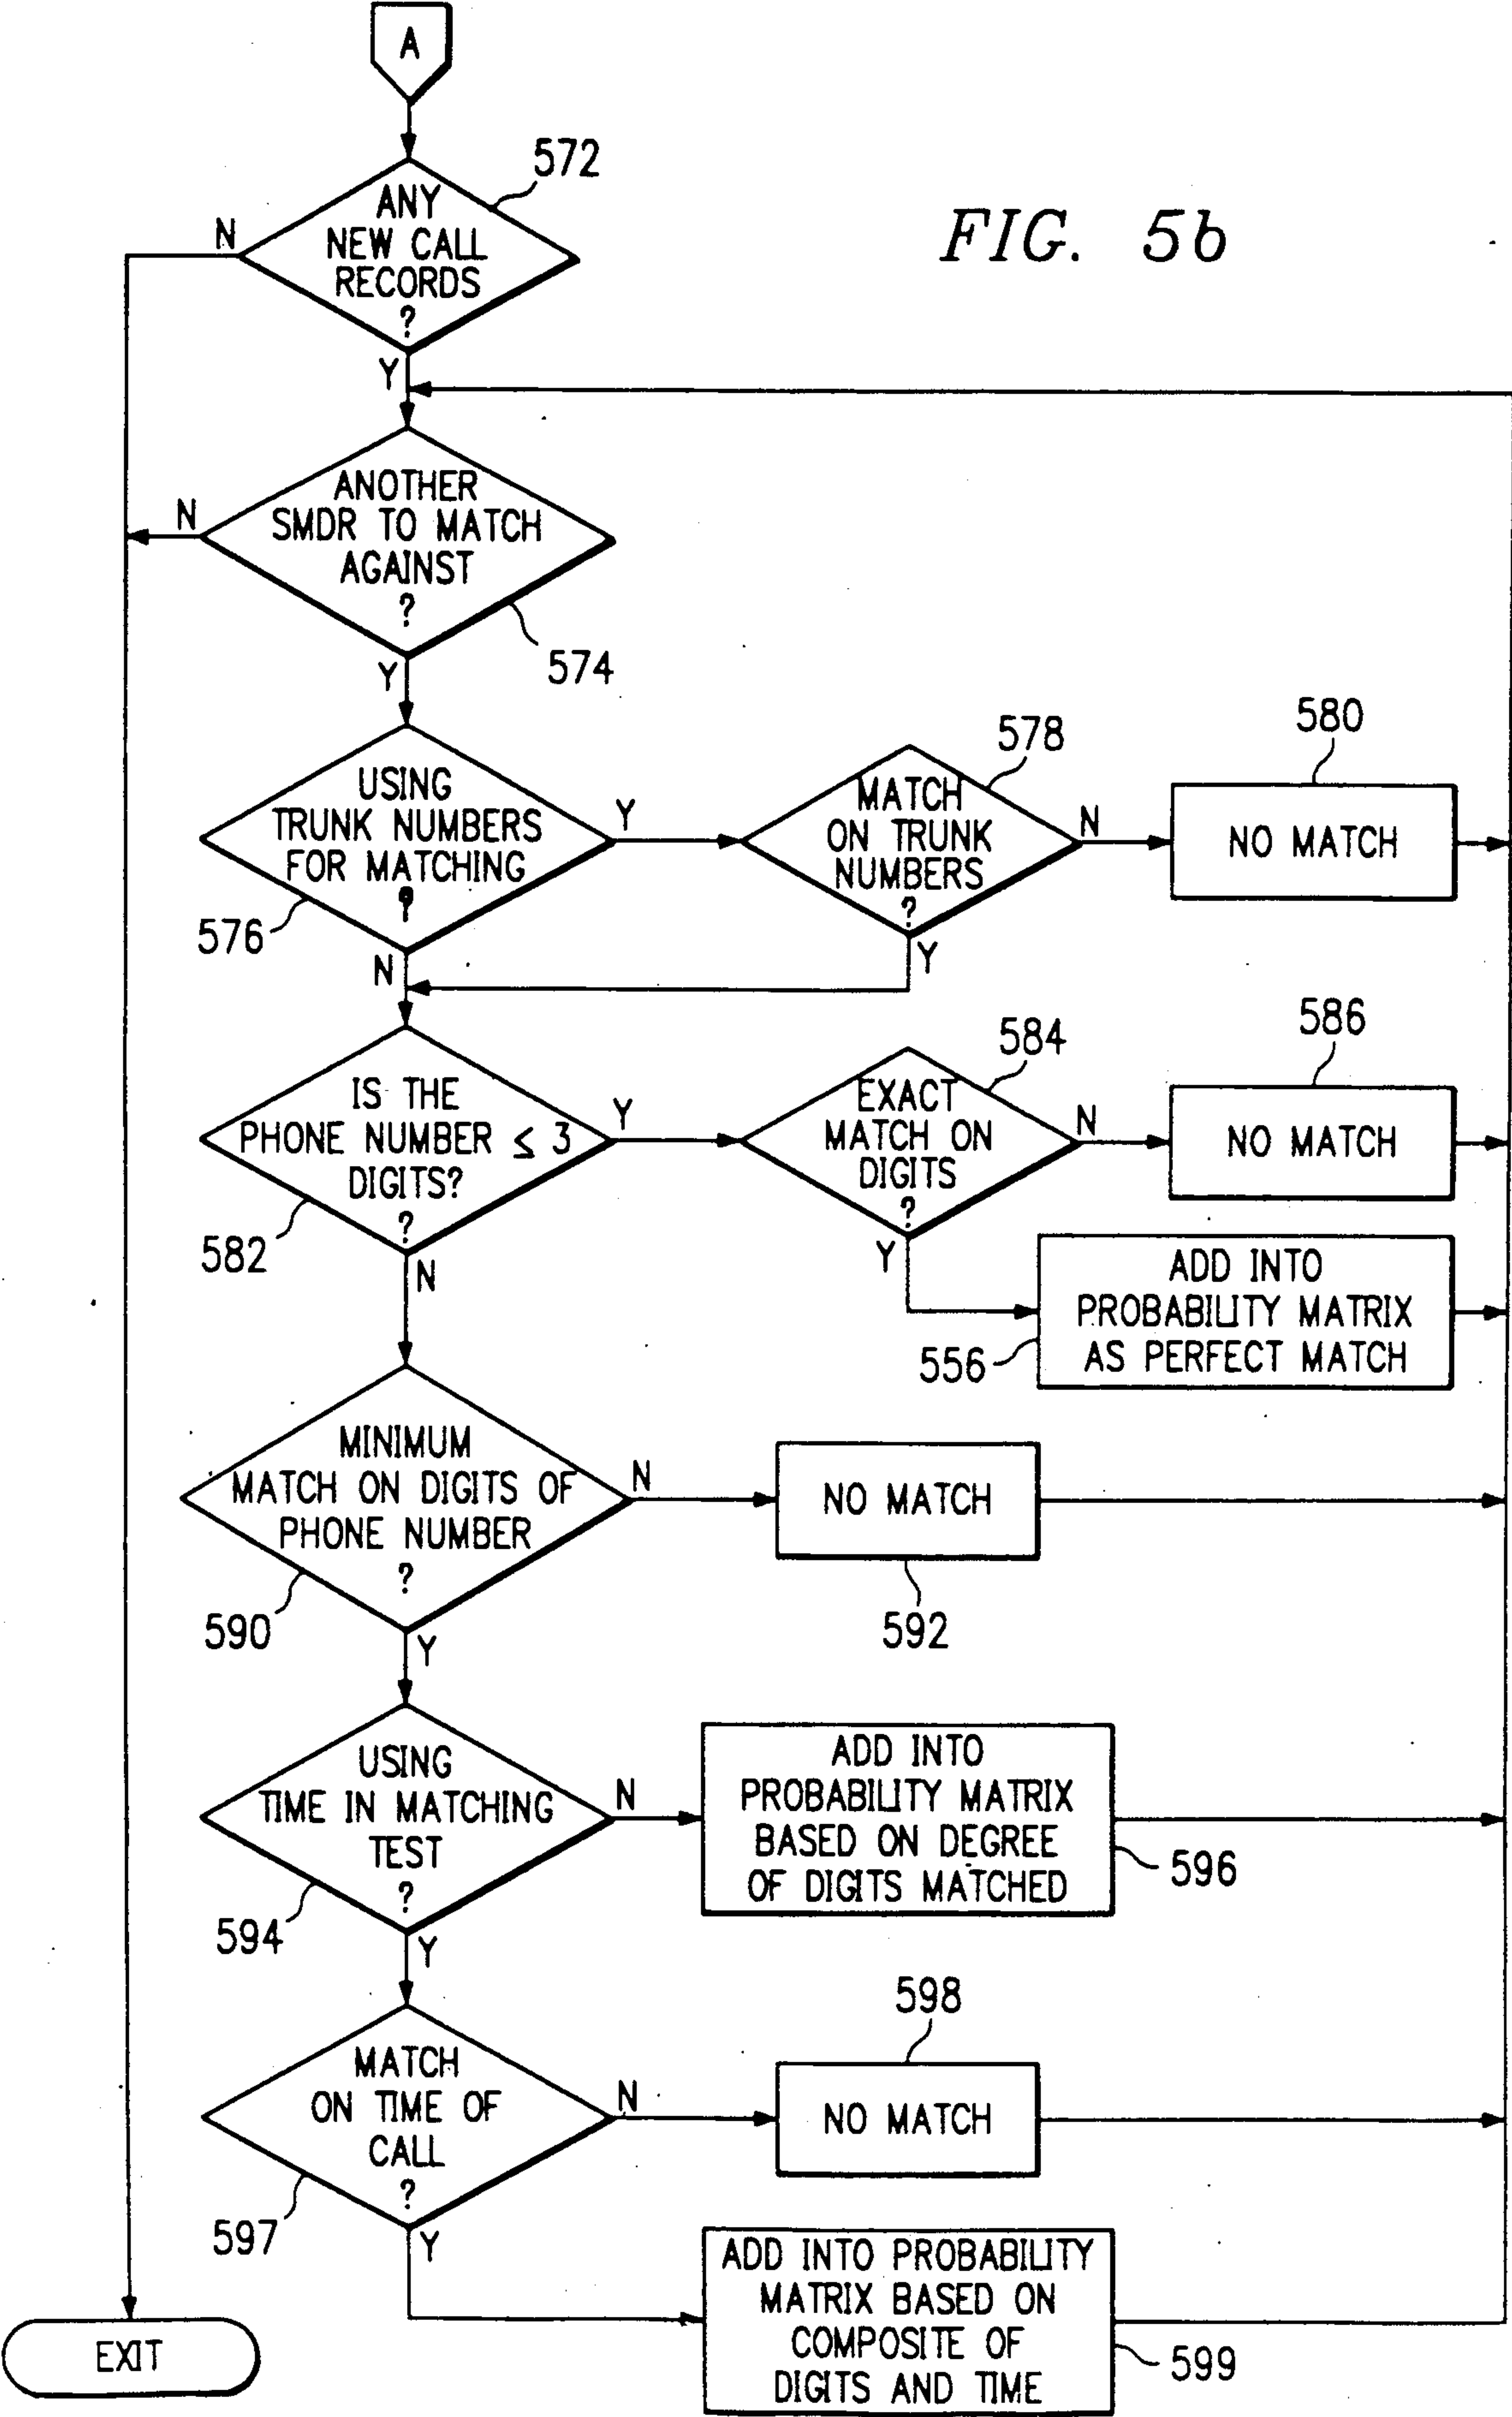 A
572
ANY
NEW CALL
RECORDS
?
N
Y
FIG. 5b
ANOTHER
SMDR TO MATCH
AGAINST
?
N
574
Y
USING
TRUNK NUMBERS
FOR MATCHING
?
576
Y
N
578
MATCH
ON TRUNK
NUMBERS
?
N
Y
580
NO MATCH
IS THE
PHONE NUMBER ≤ 3
DIGITS?
?
582
Y
N
584
EXACT
MATCH ON
DIGITS
?
N
Y
586
NO MATCH
ADD INTO
PROBABILITY MATRIX
AS PERFECT MATCH
556
MINIMUM
MATCH ON DIGITS OF
PHONE NUMBER
?
590
N
Y
NO MATCH
592
USING
TIME IN MATCHING
TEST
?
594
N
Y
ADD INTO
PROBABILITY MATRIX
BASED ON DEGREE
OF DIGITS MATCHED
596
MATCH
ON TIME OF
CALL
?
597
N
Y
598
NO MATCH
ADD INTO PROBABILITY
MATRIX BASED ON
COMPOSITE OF
DIGITS AND TIME
599
EXIT